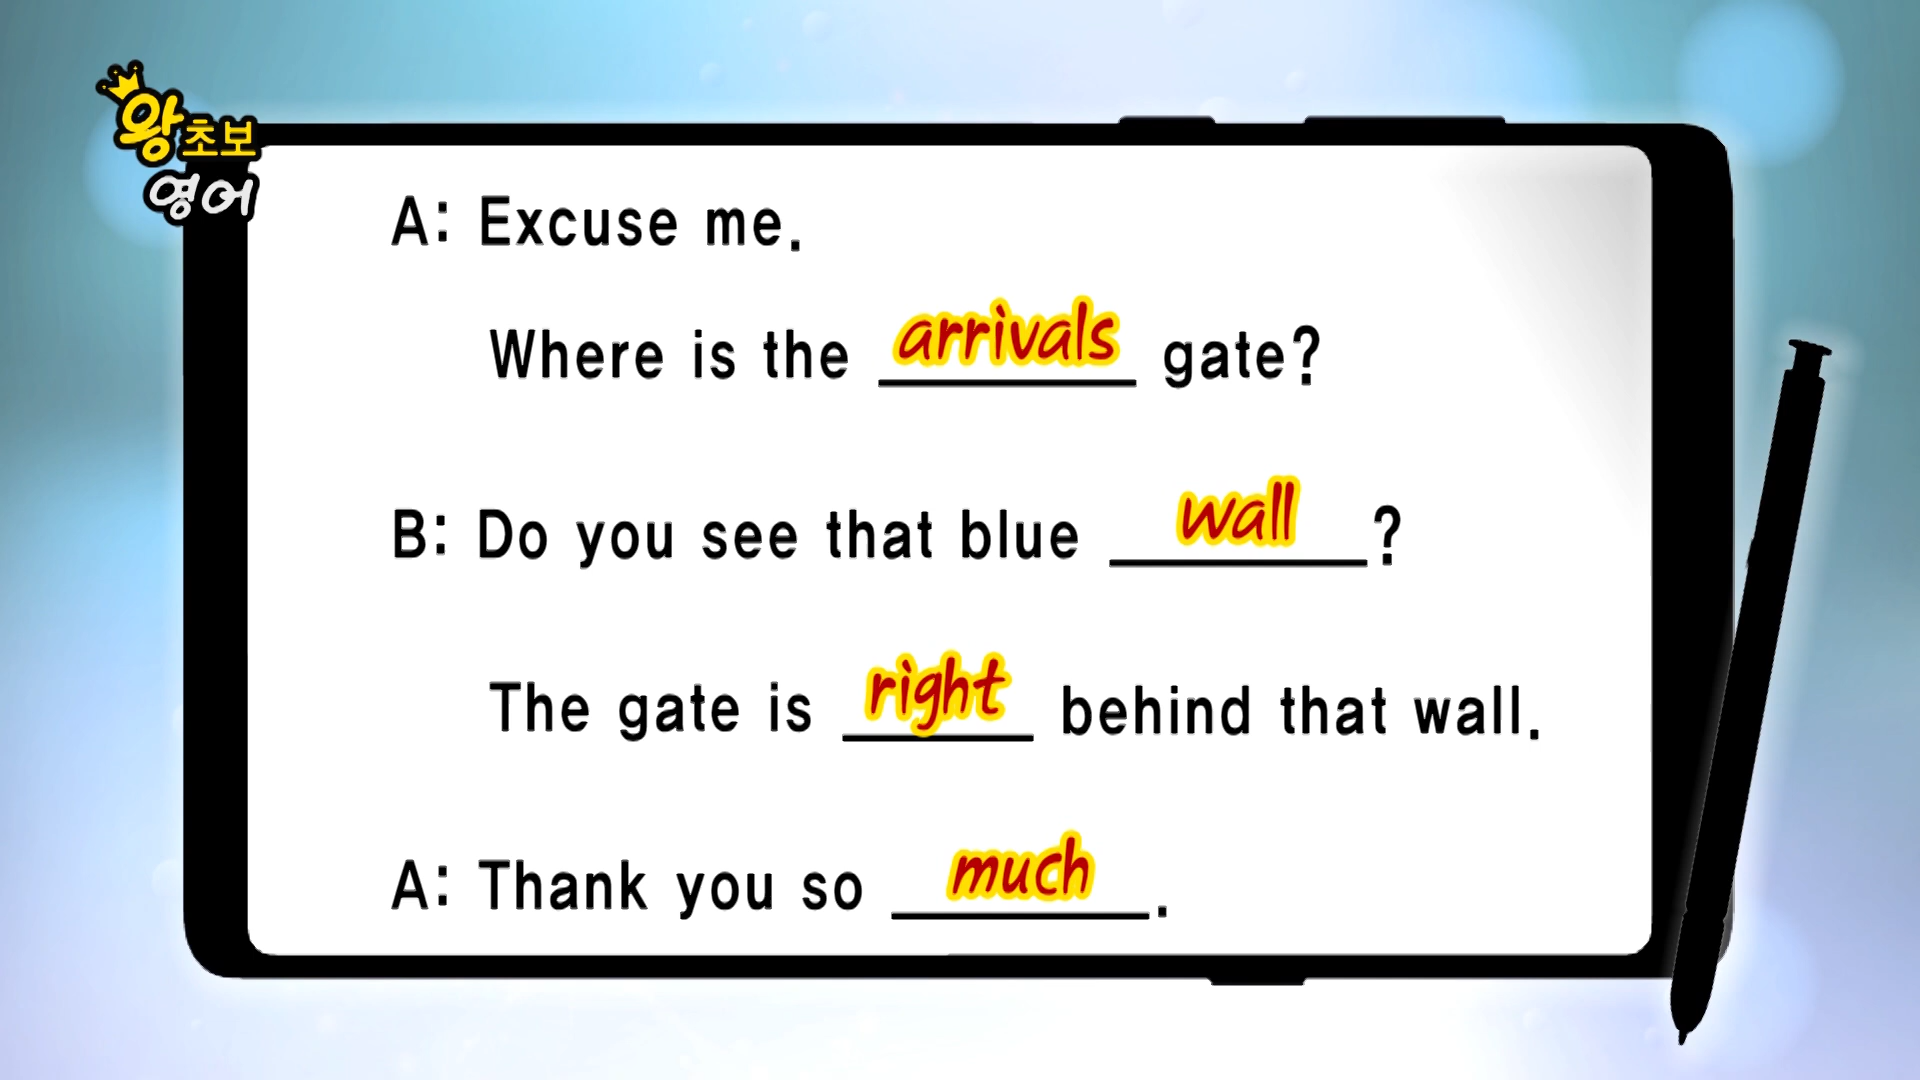 왕초보
영어
A: Excuse me.
Where is the arrivals gate?
B: Do you see that blue wall?
The gate is right behind that wall.
A: Thank you so much.